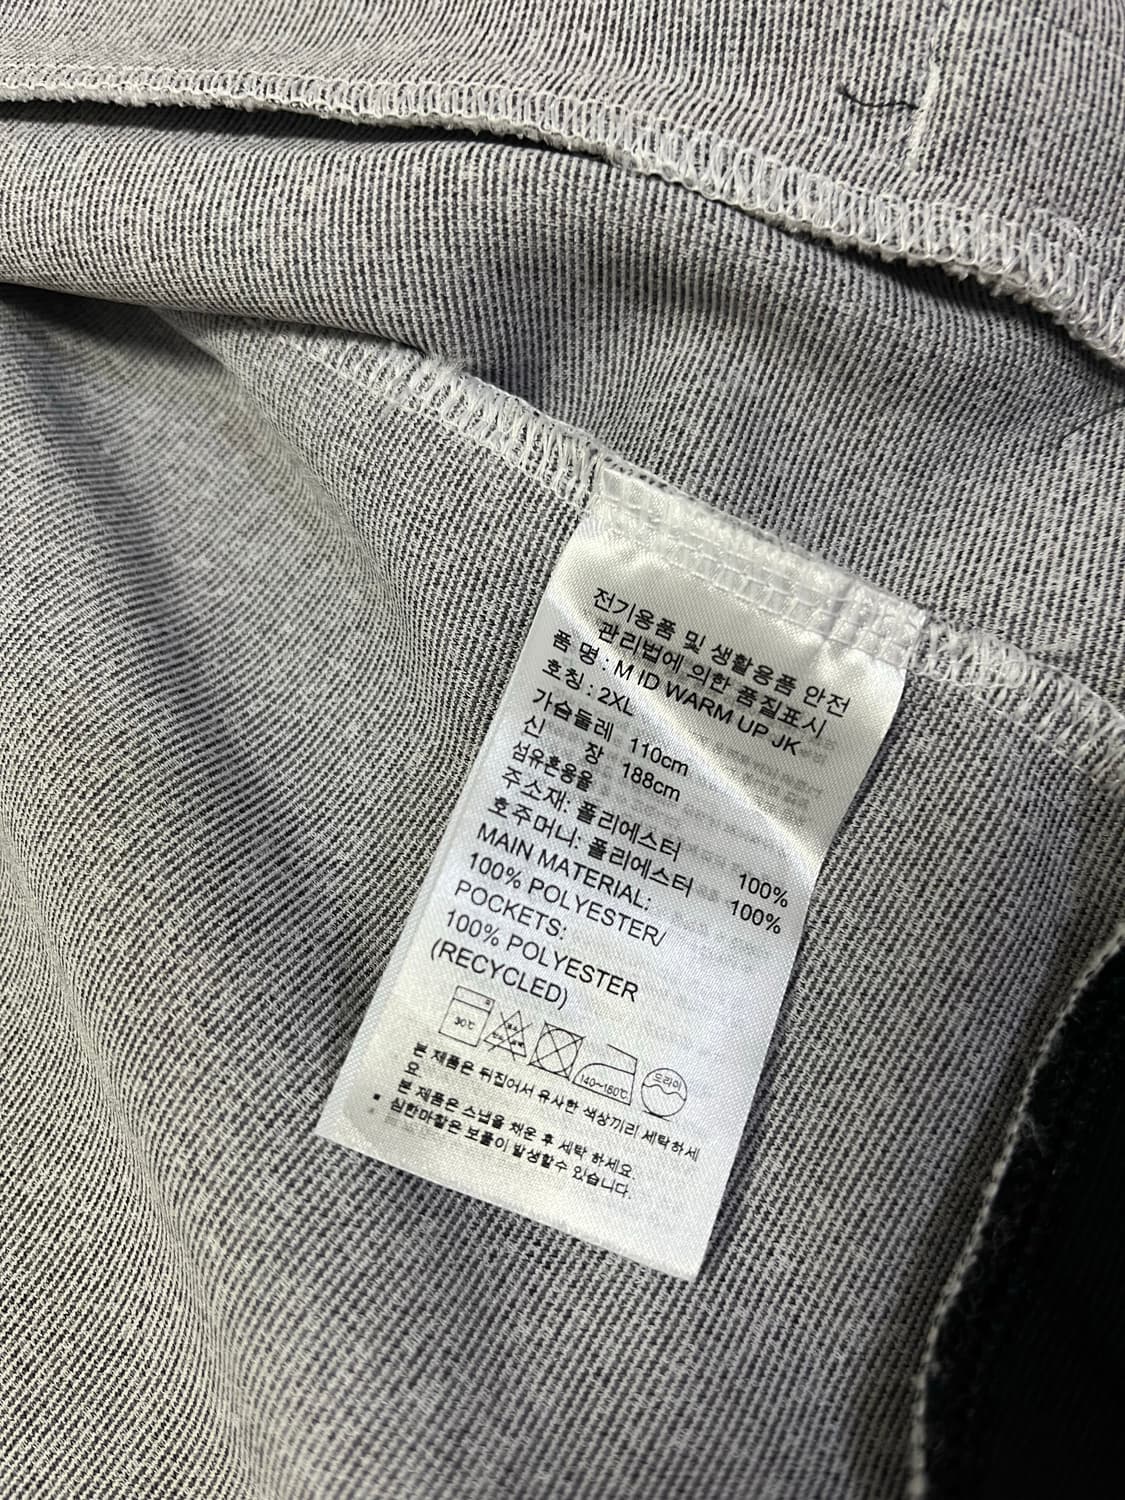 전기용품 및 생활용품 안전
관리법에 의한 품질표시
품 명 : M ID WARM UP JK
호칭 : 2XL
가슴둘레 110cm
신 장 188cm
섬유혼용율
주소재: 폴리에스터 100%
호주머니: 폴리에스터 100%
MAIN MATERIAL:
100% POLYESTER/
POCKETS:
100% POLYESTER
(RECYCLED)
30℃
140~160℃
드라이
본 제품은 뒤집어서 유사한 색상끼리 세탁하세
요
본 제품은 스냅을 채운 후 세탁 하세요.
심한마찰은 보풀이 발생할수 있습니다.